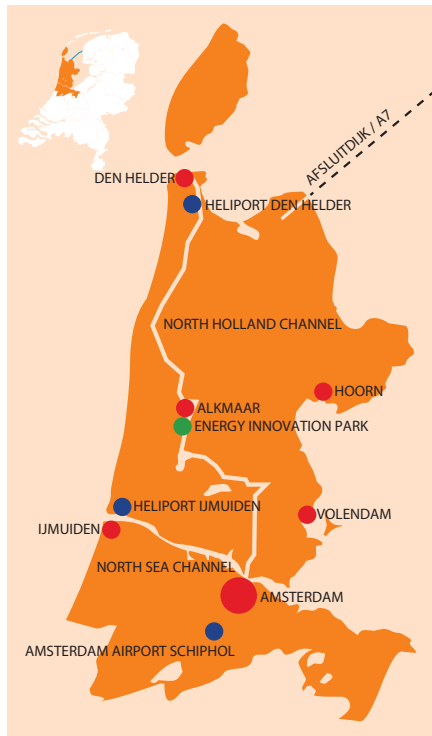 AFSLUITDIJK / A7
DEN HELDER
HELIPORT DEN HELDER
NORTH HOLLAND CHANNEL
HOORN
ALKMAAR
ENERGY INNOVATION PARK
HELIPORT IJMUIDEN
VOLENDAM
IJMUIDEN
NORTH SEA CHANNEL
AMSTERDAM
AMSTERDAM AIRPORT SCHIPHOL